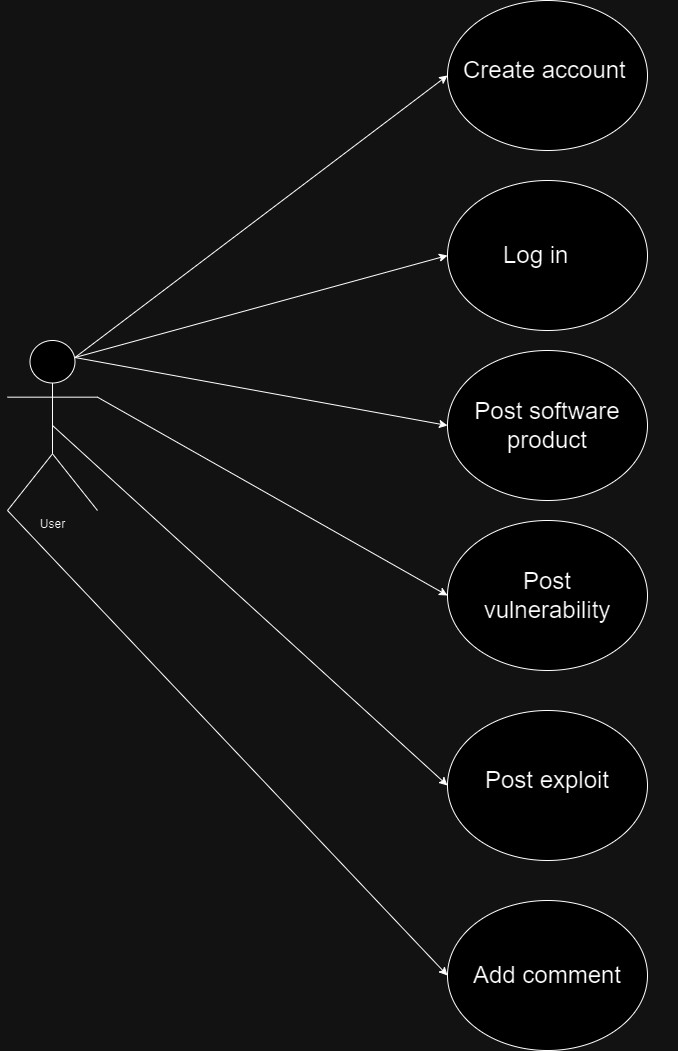 Create account
Log in
Post software
product
Post
vulnerability
User
Post exploit
Add comment